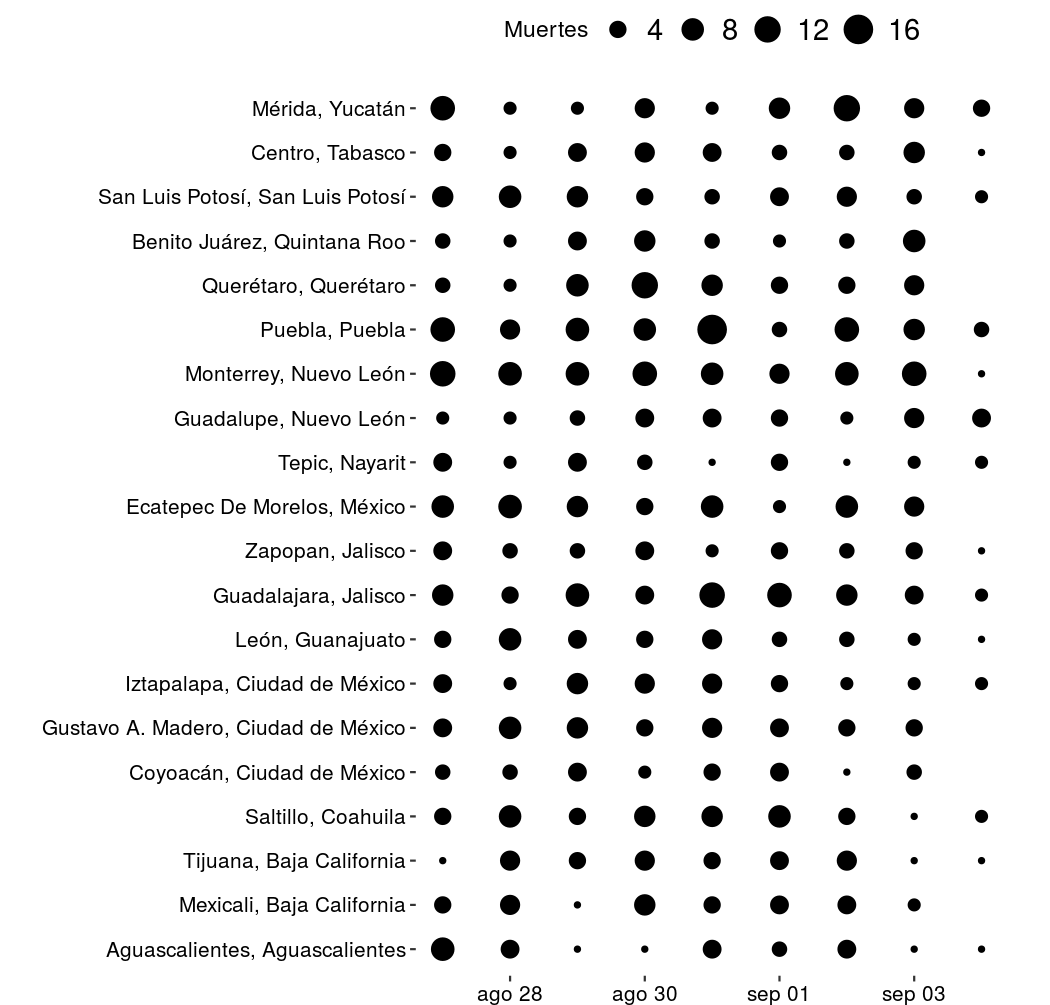 Muertes 4 8 12 16
Mérida, Yucatán
Centro, Tabasco
San Luis Potosí, San Luis Potosí
Benito Juárez, Quintana Roo
Querétaro, Querétaro
Puebla, Puebla
Monterrey, Nuevo León
Guadalupe, Nuevo León
Tepic, Nayarit
Ecatepec De Morelos, México
Zapopan, Jalisco
Guadalajara, Jalisco
León, Guanajuato
Iztapalapa, Ciudad de México
Gustavo A. Madero, Ciudad de México
Coyoacán, Ciudad de México
Saltillo, Coahuila
Tijuana, Baja California
Mexicali, Baja California
Aguascalientes, Aguascalientes
ago 28 ago 30 sep 01 sep 03